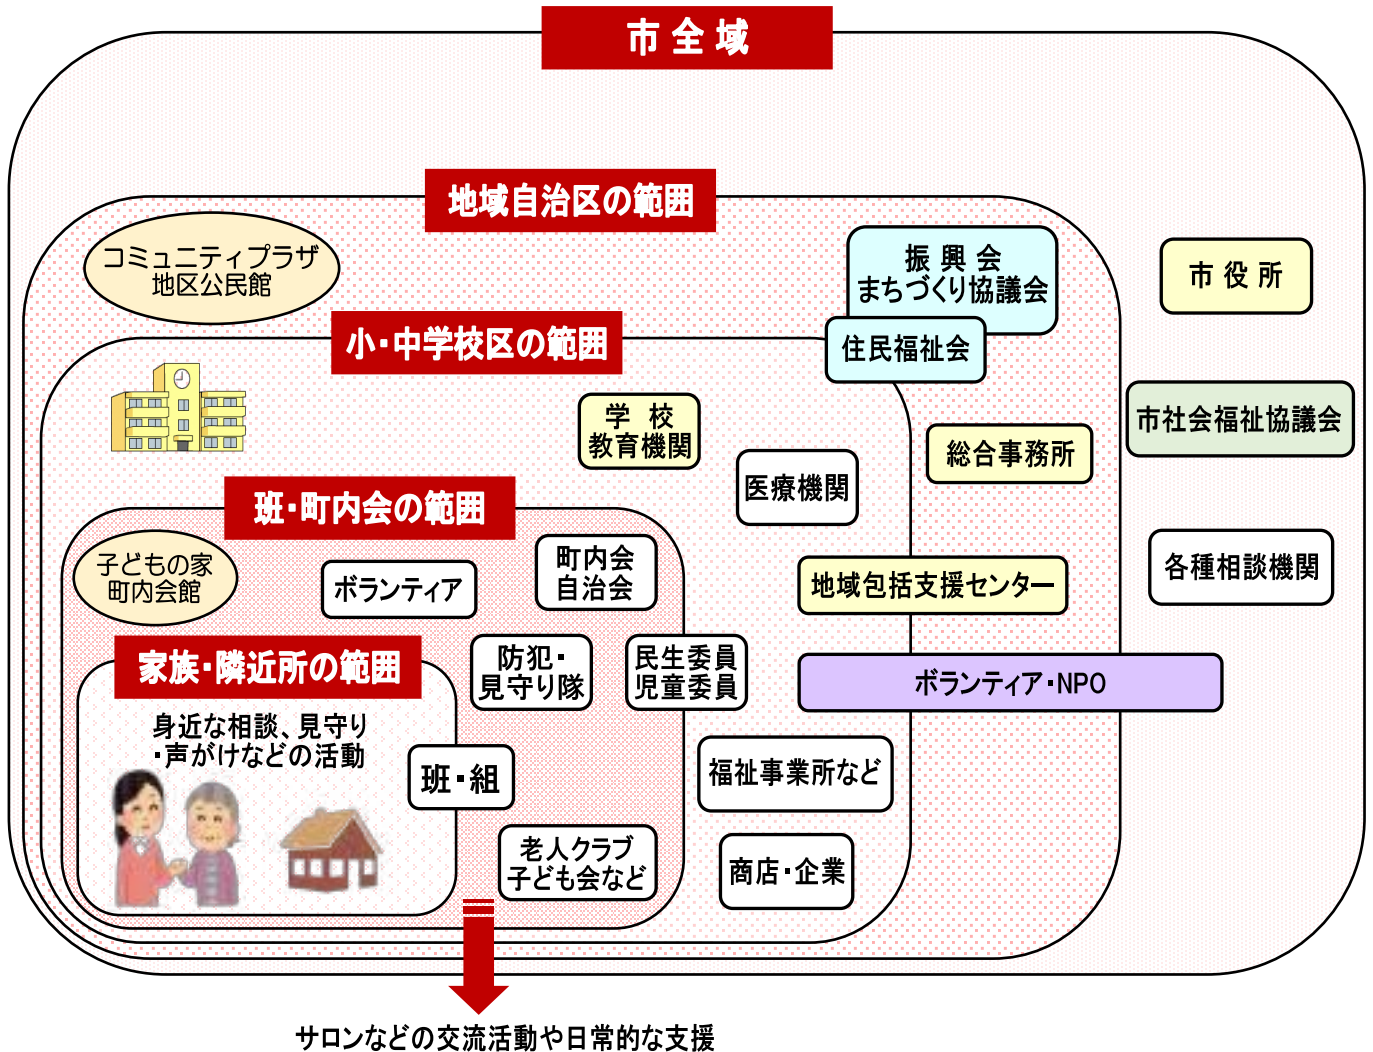 市全域
地域自治区の範囲
コミュニティプラザ
地区公民館
振興会
まちづくり協議会
市役所
小・中学校区の範囲
住民福祉会
学校
教育機関
市社会福祉協議会
総合事務所
医療機関
班・町内会の範囲
子どもの家
町内会館
ボランティア
町内会
自治会
地域包括支援センター
各種相談機関
家族・隣近所の範囲
防犯・
見守り隊
民生委員
児童委員
ボランティア・NPO
身近な相談、見守り
・声がけなどの活動
班・組
福祉事業所など
老人クラブ
子ども会など
商店・企業
サロンなどの交流活動や日常的な支援